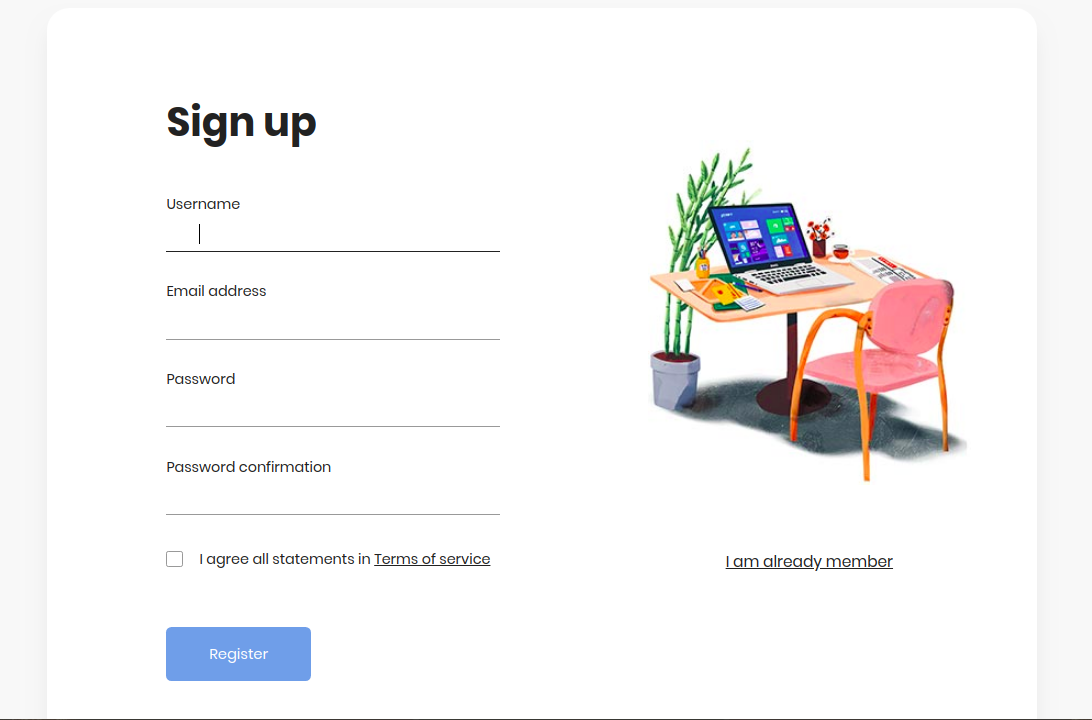 Sign up
Username
Email address
Password
Password confirmation
I agree all statements in Terms of service
I am already member
Register